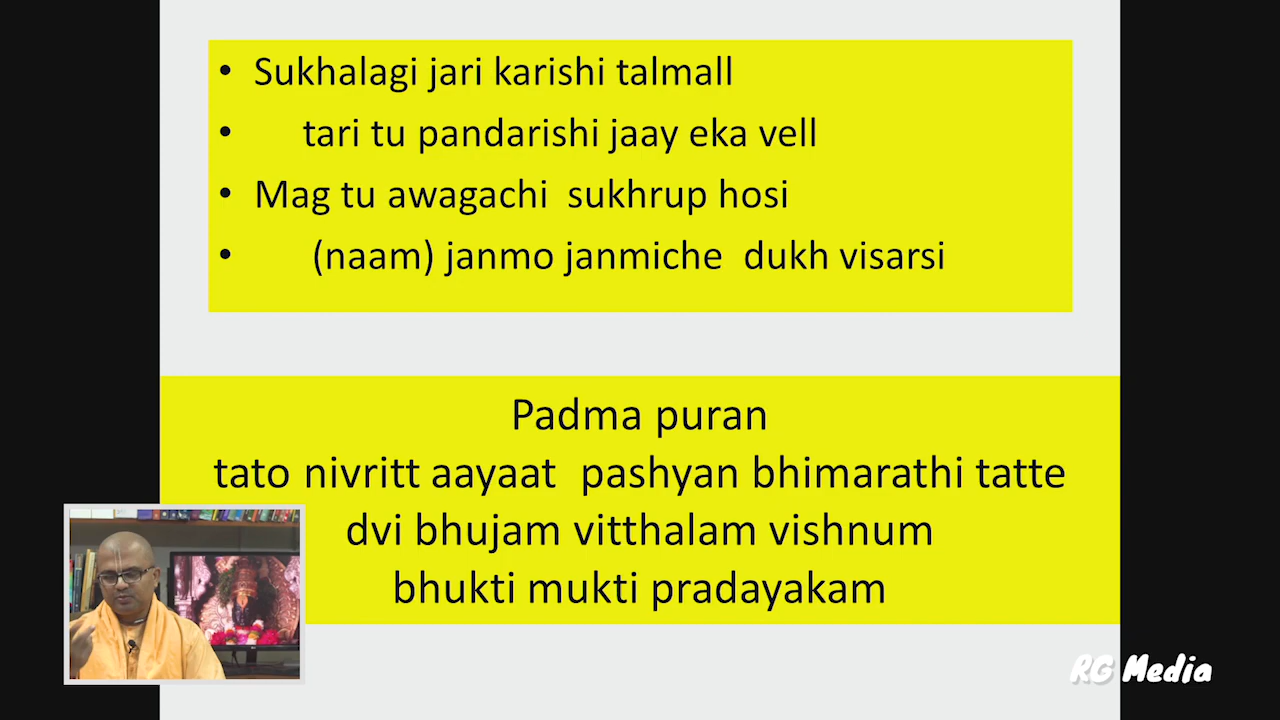 • Sukhalagi jari karishi talmall
• tari tu pandarishi jaay eka vell
• Mag tu awagachi sukhrup hosi
• (naam) janmo janmiche dukh visarsi
Padma puran
tato nivritt aayaat pashyan bhimarathi tatte
dvi bhujam vitthalam vishnum
bhukti mukti pradayakam
RG Media